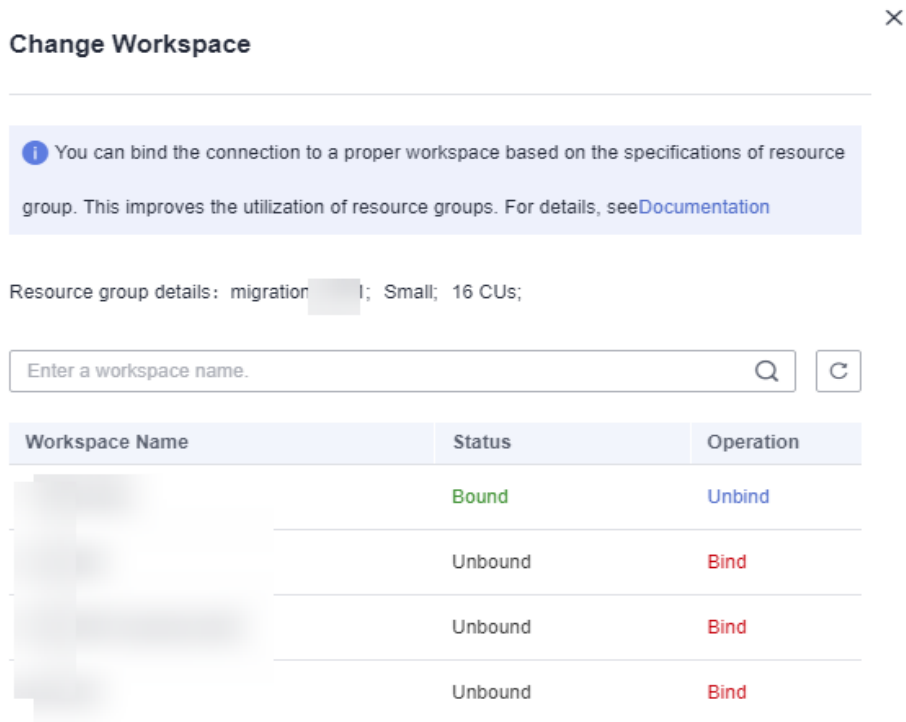 Change Workspace
You can bind the connection to a proper workspace based on the specifications of resource
group. This improves the utilization of resource groups. For details, seeDocumentation
Resource group details: migration ; Small; 16 CUs;
Enter a workspace name.
Workspace Name Status Operation
Bound Unbind
Unbound Bind
Unbound Bind
Unbound Bind